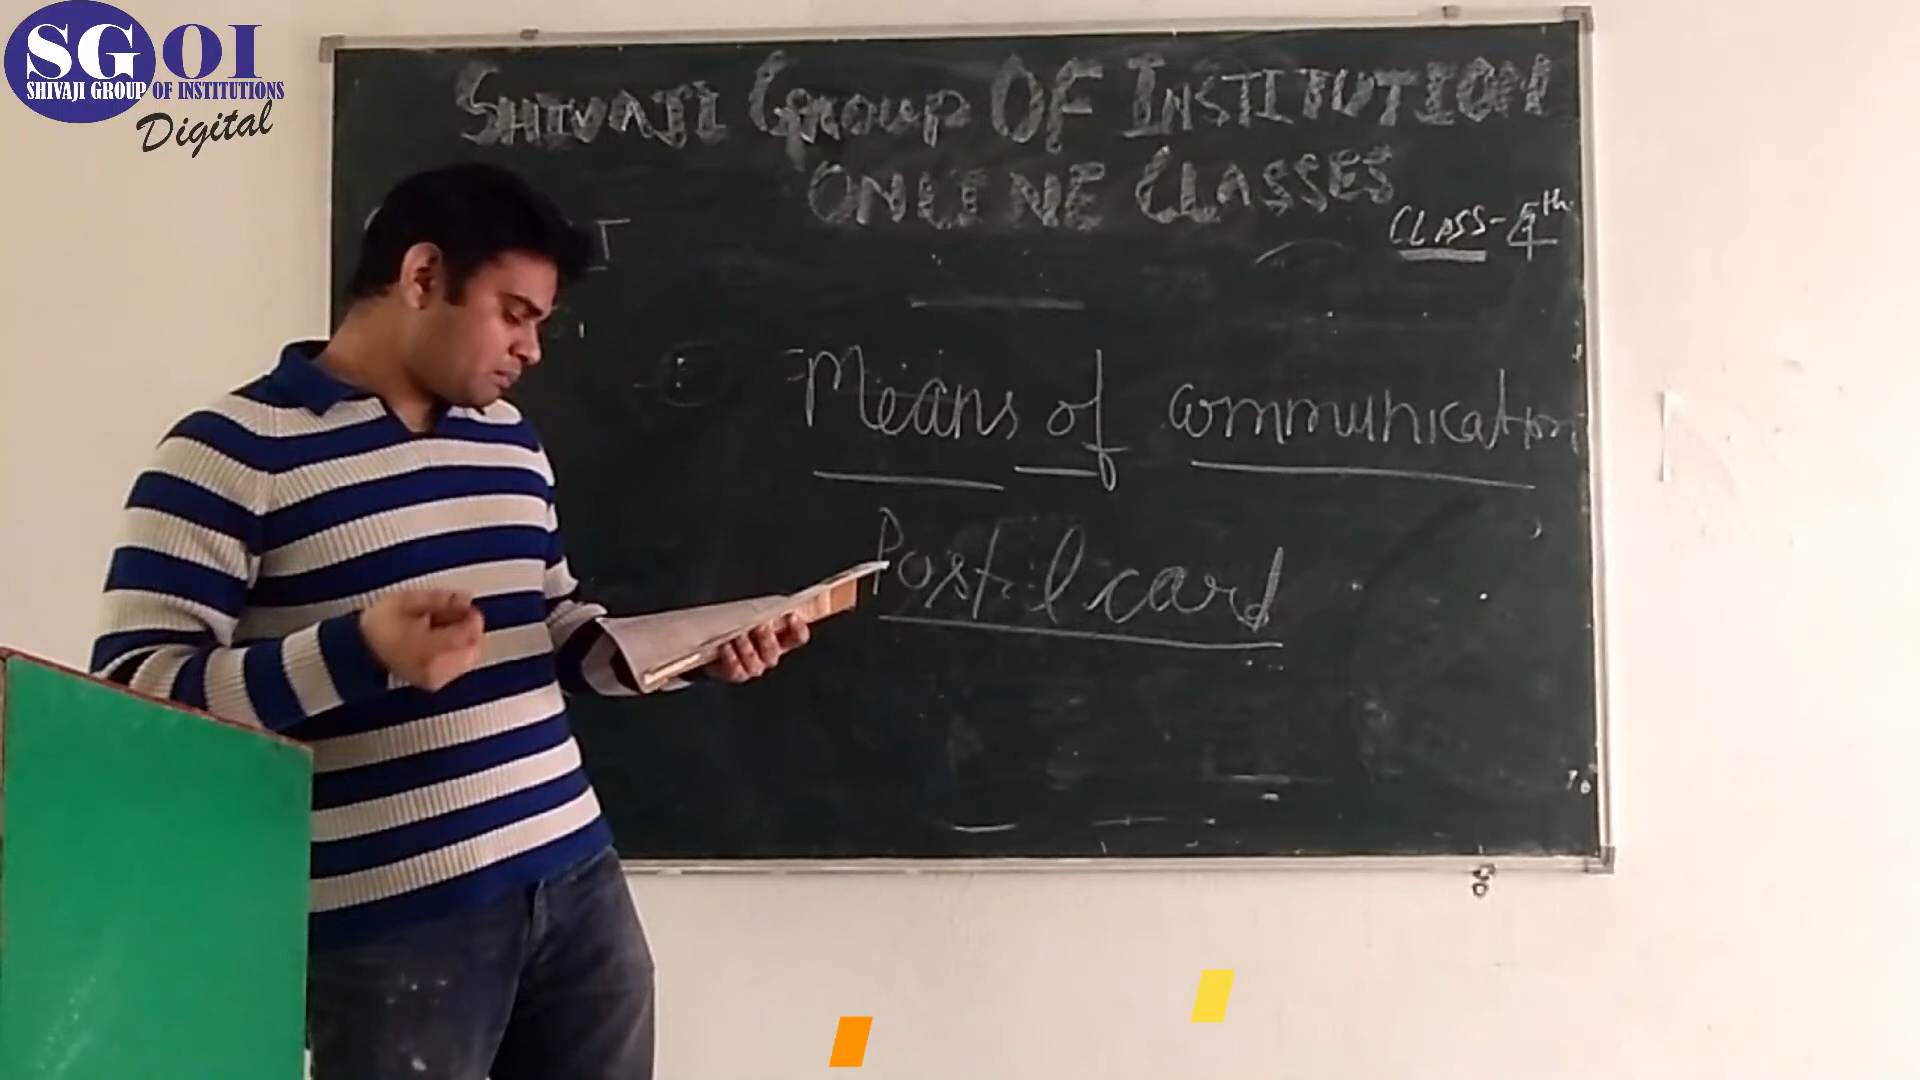 SGOI
SHIVAJI GROUP OF INSTITUTIONS
Digital
SHIVAJI GROUP OF INSTITUTION
ONLINE CLASSES
CLASS-4th
Means of communication
Postal card